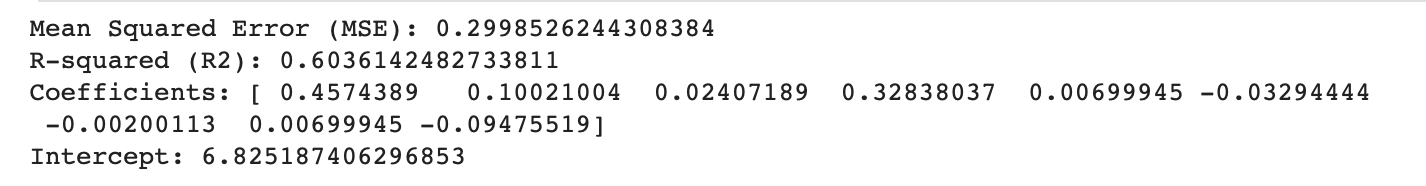 Mean Squared Error (MSE): 0.2998526244308384
R-squared (R2): 0.6036142482733811
Coefficients: [ 0.4574389   0.10021004  0.02407189  0.32838037  0.00699945 -0.03294444
 -0.00200113  0.00699945 -0.09475519]
Intercept: 6.825187406296853